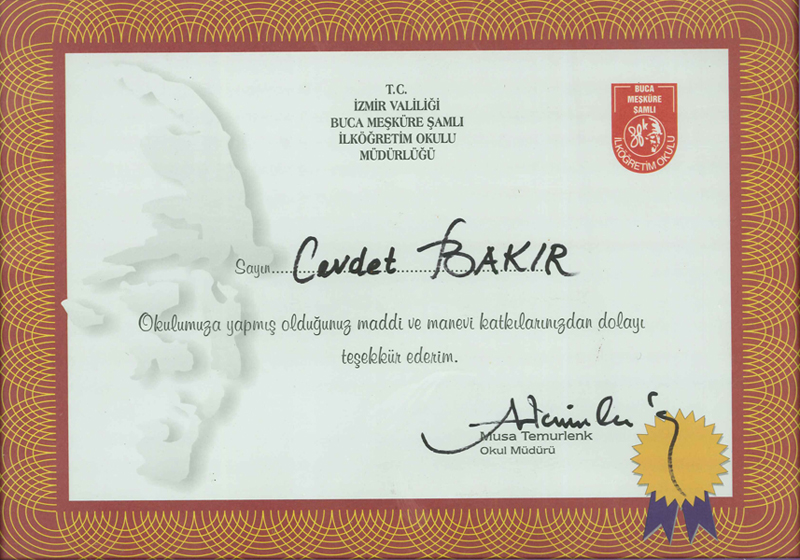 T.C.
İZMİR VALİLİĞİ
BUCA MEŞKÜRE ŞAMLI
İLKÖĞRETİM OKULU
MÜDÜRLÜĞÜ
BUCA
MEŞKÜRE
ŞAMLI
İLKÖĞRETİM OKULU
Sayın Cevdet BAKIR
Okulumuza yapmış olduğunuz maddi ve manevi katkılarınızdan dolayı
teşekkür ederim.
Musa Temurlenk
Okul Müdürü